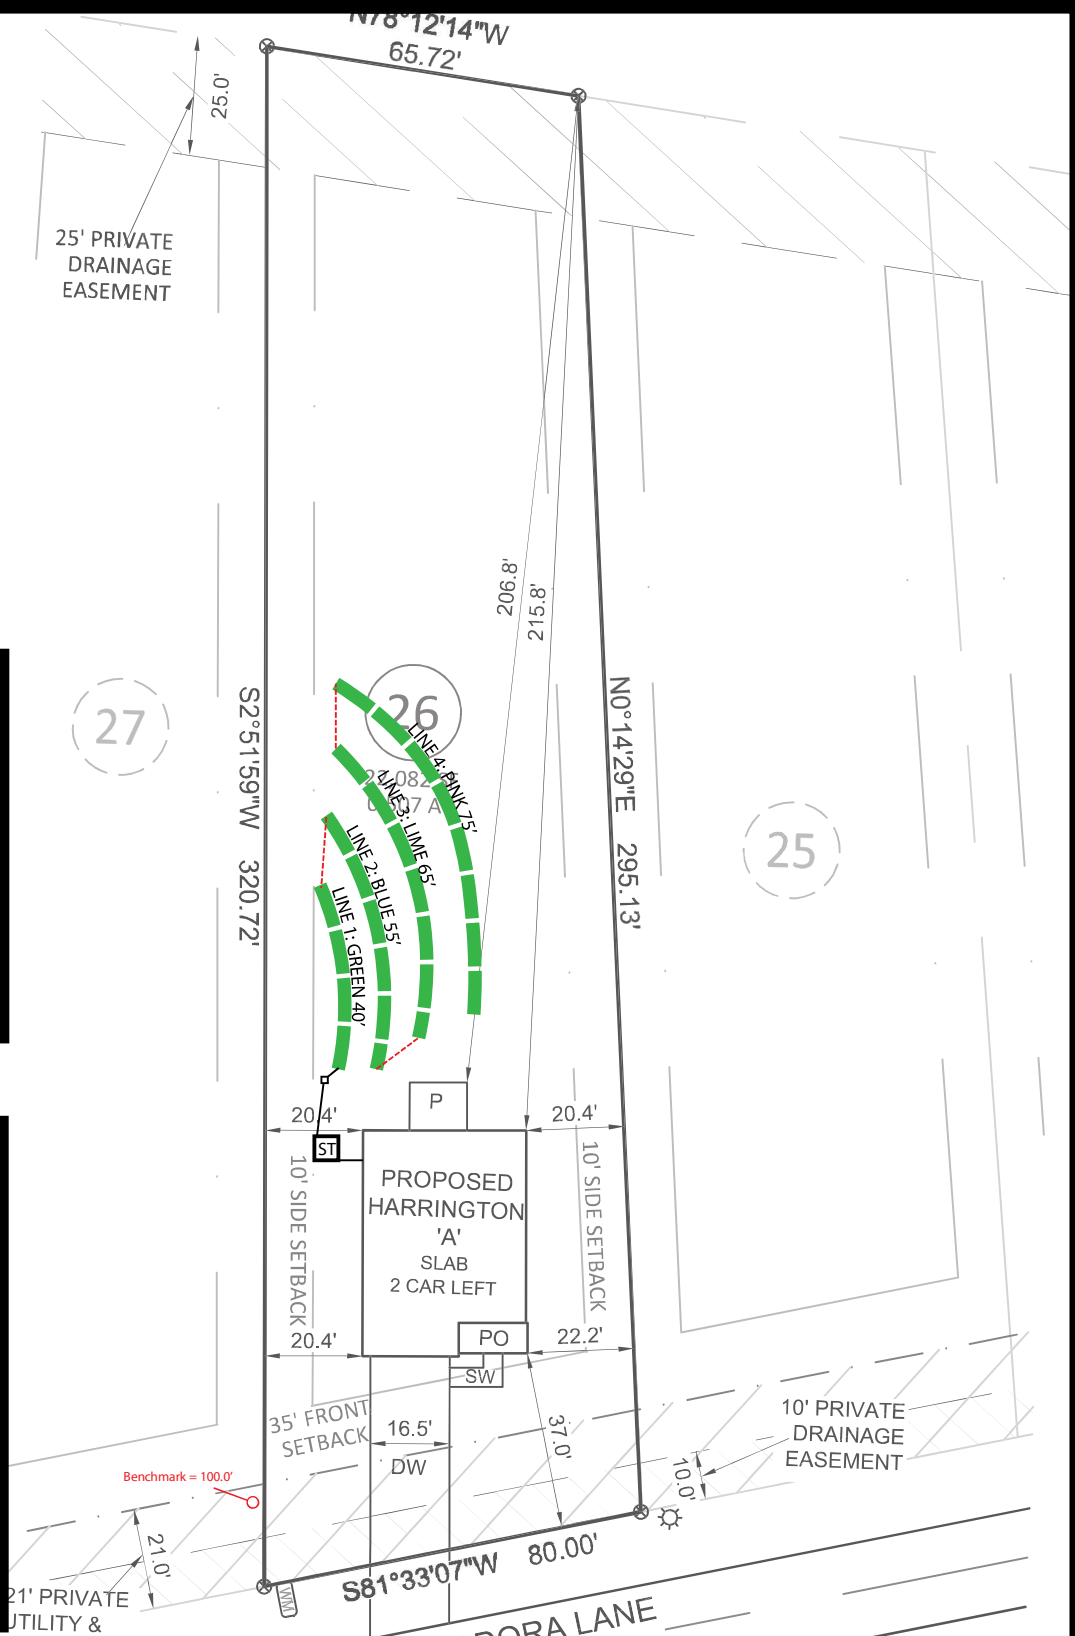 N78°12'14"W
65.72'
25.0'
25' PRIVATE
DRAINAGE
EASEMENT
206.8'
215.8'
S2°51'59"W 320.72'
N0°14'29"E 295.13'
27
26
25
LINE 4: PINK 75'
LINE 3: LIME 65'
LINE 2: BLUE 55'
LINE 1: GREEN 40'
P
20.4'
20.4'
ST
10' SIDE SETBACK
10' SIDE SETBACK
PROPOSED
HARRINGTON
'A'
SLAB
2 CAR LEFT
PO
20.4'
22.2'
SW
35' FRONT
SETBACK
16.5'
DW
37.0'
10' PRIVATE
DRAINAGE
EASEMENT
10.0'
Benchmark = 100.0'
21.0'
21' PRIVATE
UTILITY &
WM
S81°33'07"W 80.00'
LANE